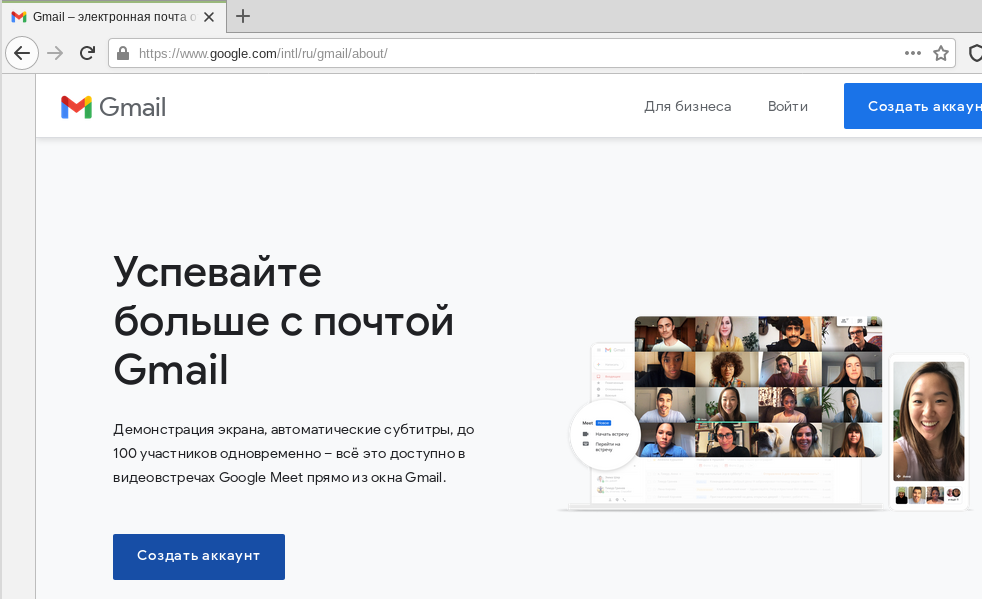 Gmail – электронная почта о
https://www.google.com/intl/ru/gmail/about/
Gmail
Для бизнеса
Войти
Создать аккаун
Успевайте
больше с почтой
Gmail
Демонстрация экрана, автоматические субтитры, до
100 участников одновременно – всё это доступно в
видеовстречах Google Meet прямо из окна Gmail.
Создать аккаунт
Gmail
Meet
Начать встречу
Перейти на
встречу